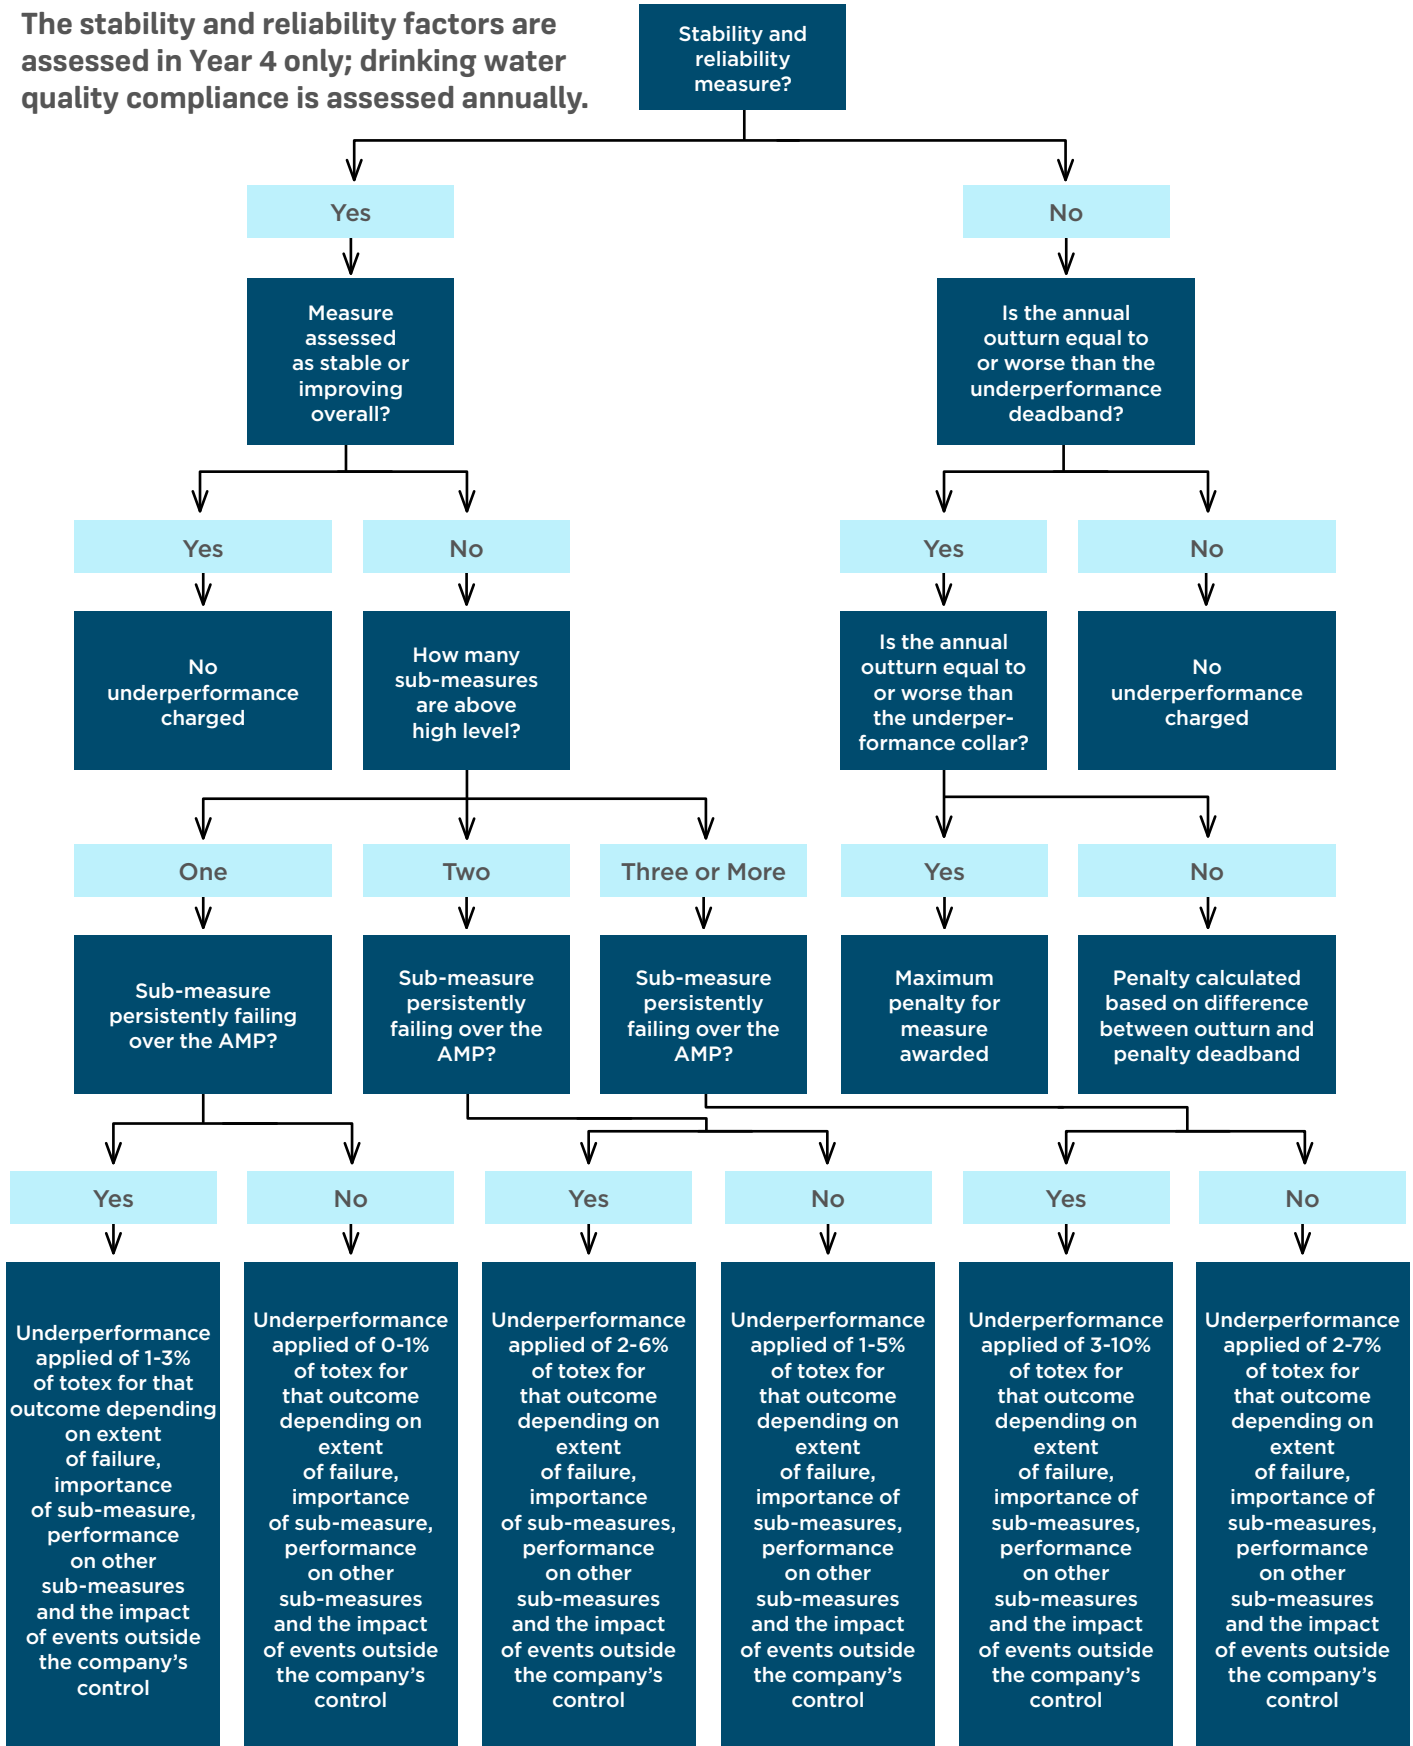 The stability and reliability factors are
assessed in Year 4 only; drinking water
quality compliance is assessed annually.
Stability and
reliability
measure?
Yes
No
Measure
assessed
as stable or
improving
overall?
Is the annual
outturn equal to
or worse than the
underperformance
deadband?
Yes
No
Yes
No
No
underperformance
charged
How many
sub-measures
are above
high level?
Is the annual
outturn equal to
or worse than
the underper-
formance collar?
No
underperformance
charged
One
Two
Three or More
Yes
No
Sub-measure
persistently failing
over the AMP?
Sub-measure
persistently
failing over the
AMP?
Sub-measure
persistently
failing over the
AMP?
Maximum
penalty for
measure
awarded
Penalty calculated
based on difference
between outturn and
penalty deadband
Yes
No
Yes
No
Yes
No
Underperformance
applied of 1-3%
of totex for that
outcome depending
on extent
of failure,
importance
of sub-measure,
performance
on other
sub-measures
and the impact
of events outside
the company’s
control
Underperformance
applied of 0-1%
of totex for
that outcome
depending on
extent
of failure,
importance
of sub-measure,
performance
on other
sub-measures
and the impact
of events outside
the company’s
control
Underperformance
applied of 2-6%
of totex for
that outcome
depending on
extent
of failure,
importance
of sub-measures,
performance
on other
sub-measures
and the impact
of events outside
the company’s
control
Underperformance
applied of 1-5%
of totex for
that outcome
depending on
extent
of failure,
importance of
sub-measures,
performance
on other
sub-measures
and the impact
of events outside
the company’s
control
Underperformance
applied of 3-10%
of totex for
that outcome
depending on
extent
of failure,
importance of
sub-measures,
performance
on other
sub-measures
and the impact
of events outside
the company’s
control
Underperformance
applied of 2-7%
of totex for
that outcome
depending on
extent
of failure,
importance of
sub-measures,
performance
on other
sub-measures
and the impact
of events outside
the company’s
control